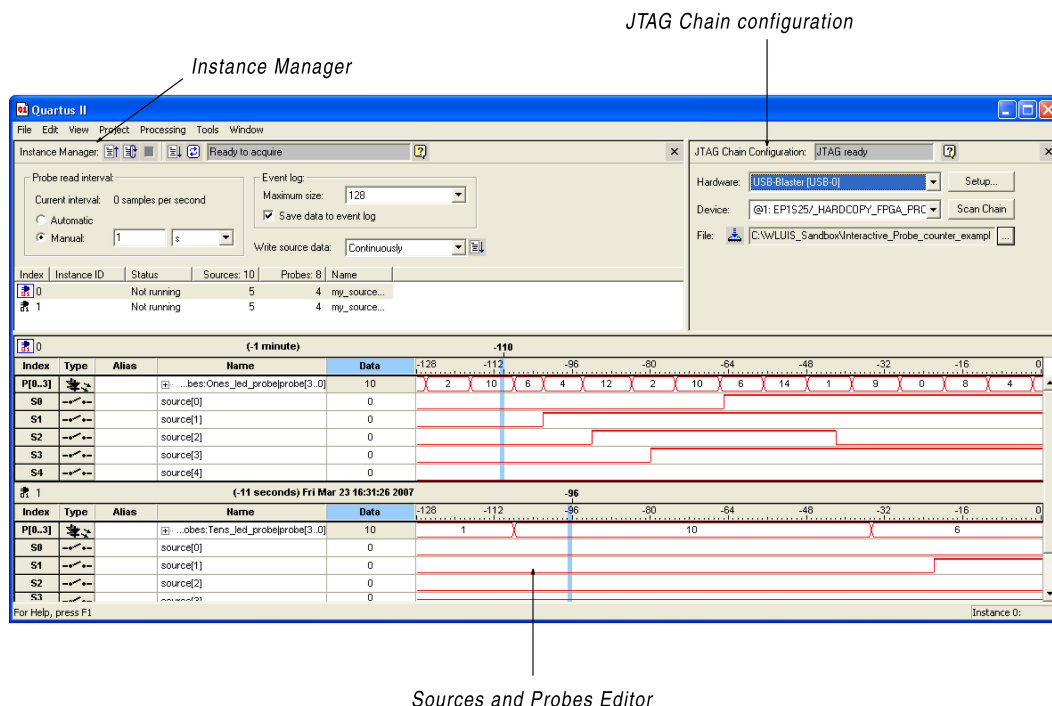 JTAG Chain configuration
Instance Manager
Quartus II
File Edit View Project Processing Tools Window
Instance Manager: Ready to acquire
JTAG Chain Configuration: JTAG ready
Probe read interval:
Current interval: 0 samples per second
Automatic
Manual: 1 s
Event log:
Maximum size: 128
Save data to event log
Write source data: Continuously
Hardware: USB-Blaster [USB-0] Setup...
Device: @1: EP1S25/_HARDCOPY_FPGA_PRC Scan Chain
File: C:\WLUIS_Sandbox\Interactive_Probe_counter_exampl ...
Index Instance ID Status Sources: 10 Probes: 8 Name
0 Not running 5 4 my_source...
1 Not running 5 4 my_source...
0 (-1 minute) -110
Index Type Alias Name Data -128 -112 -96 -80 -64 -48 -32 -16 0
P[0..3] ...bes:Ones_led_probe|probe[3..0] 10 2 10 6 4 12 2 10 6 14 1 9 0 8 4
S0 source[0] 0
S1 source[1] 0
S2 source[2] 0
S3 source[3] 0
S4 source[4] 0
1 (-11 seconds) Fri Mar 23 16:31:26 2007 -96
Index Type Alias Name Data -128 -112 -96 -80 -64 -48 -32 -16 0
P[0..3] ...obes:Tens_led_probe|probe[3..0] 10 1 10 6
S0 source[0] 0
S1 source[1] 0
S2 source[2] 0
S3 source[3] 0
For Help, press F1 Instance 0:
Sources and Probes Editor